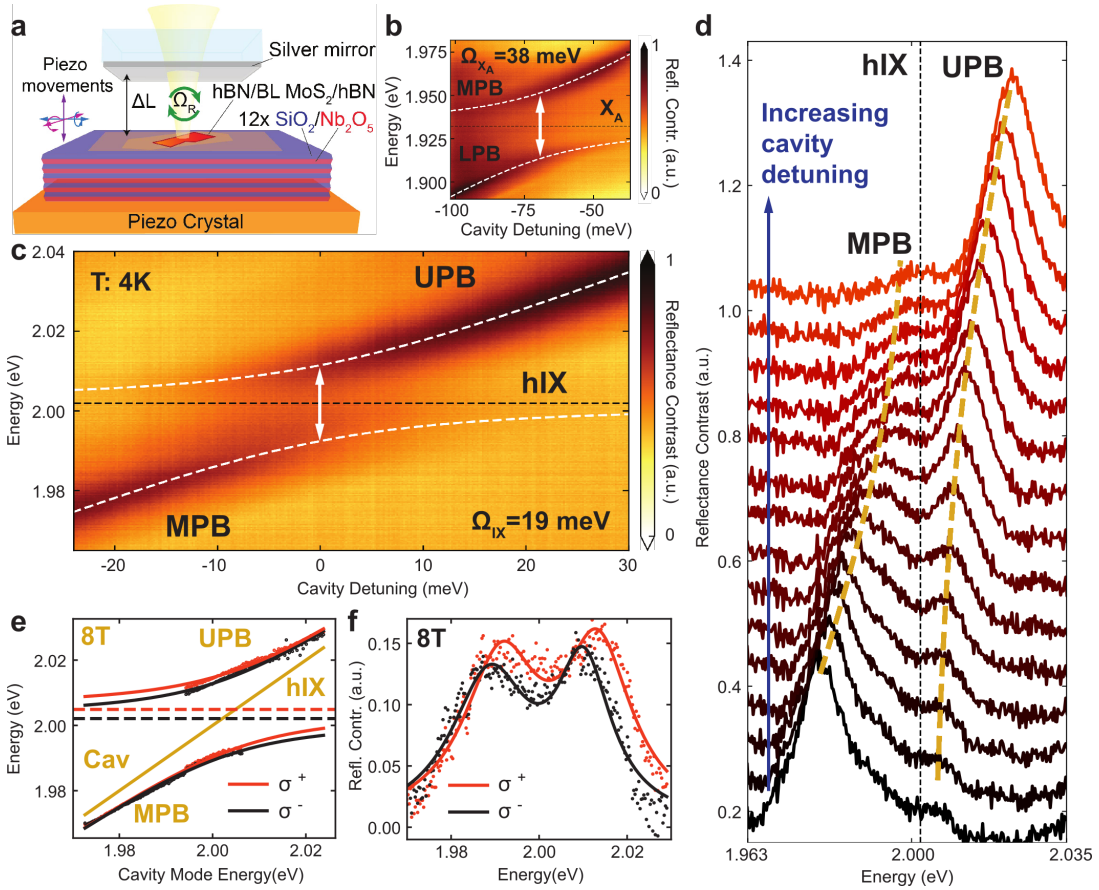 a
Silver mirror
Piezo
movements
ΔL
Ω_R
hBN/BL MoS₂/hBN
12x SiO₂/Nb₂O₅
Piezo Crystal
b
Ω_{X_A}=38 meV
MPB
X_A
LPB
1.975
1.950
1.925
1.900
Energy (eV)
-100
-75
-50
Cavity Detuning (meV)
1
0
Refl. Contr. (a.u.)
c
T: 4K
UPB
hIX
MPB
Ω_IX=19 meV
2.04
2.02
2.00
1.98
Energy (eV)
-20
-10
0
10
20
30
Cavity Detuning (meV)
1
0
Reflectance Contrast (a.u.)
d
hIX
UPB
Increasing
cavity
detuning
MPB
1.4
1.2
1.0
0.8
0.6
0.4
0.2
Reflectance Contrast (a.u.)
1.963
2.000
2.035
Energy (eV)
e
8T
UPB
hIX
Cav
MPB
σ⁺
σ⁻
2.02
2.00
1.98
Energy (eV)
1.98
2.00
2.02
Cavity Mode Energy(eV)
f
8T
σ⁺
σ⁻
0.15
0.10
0.05
0.00
Refl. Contr. (a.u.)
1.98
2.00
2.02
Energy(eV)